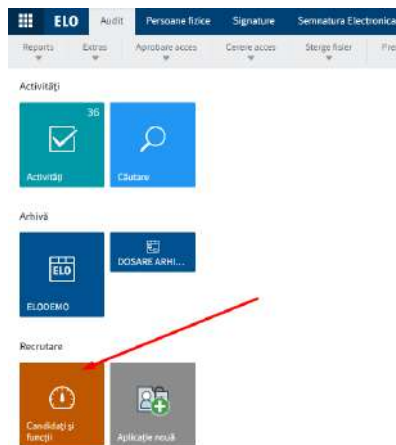 ELO Audit Persoane fizice Signature Semnatura Electronica
Reports Extras Aprobare acces Cerere acces Sterge fisier
Activități
36
Activități Căutare
Arhivă
ELO
DOSARE ARHI...
ELODEMO
Recrutare
Candidați și
funcții
Aplicație nouă